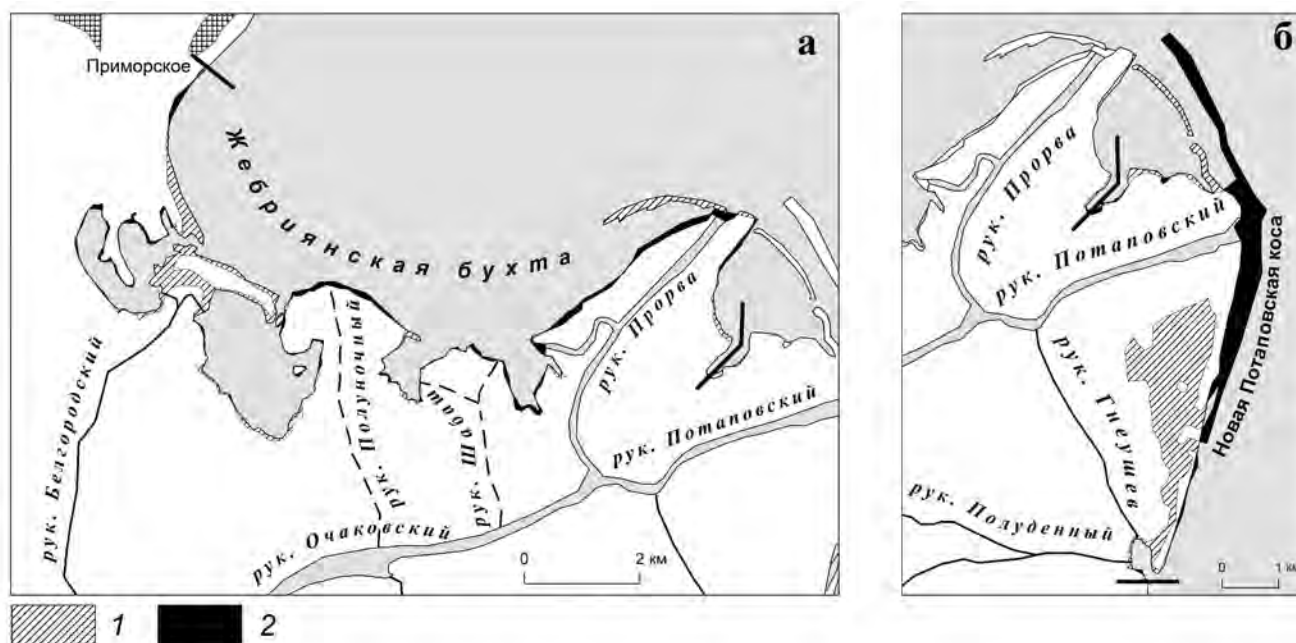 а
Приморское
Жебриянская бухта
рук. Белгородский
рук. Полуночный
рук. Шабаш
рук. Прорва
рук. Потаповский
рук. Очаковский
0 2 км
б
рук. Прорва
рук. Потаповский
Новая Потаповская коса
рук. Гнеушев
рук. Полуденный
0 1 км
1 2